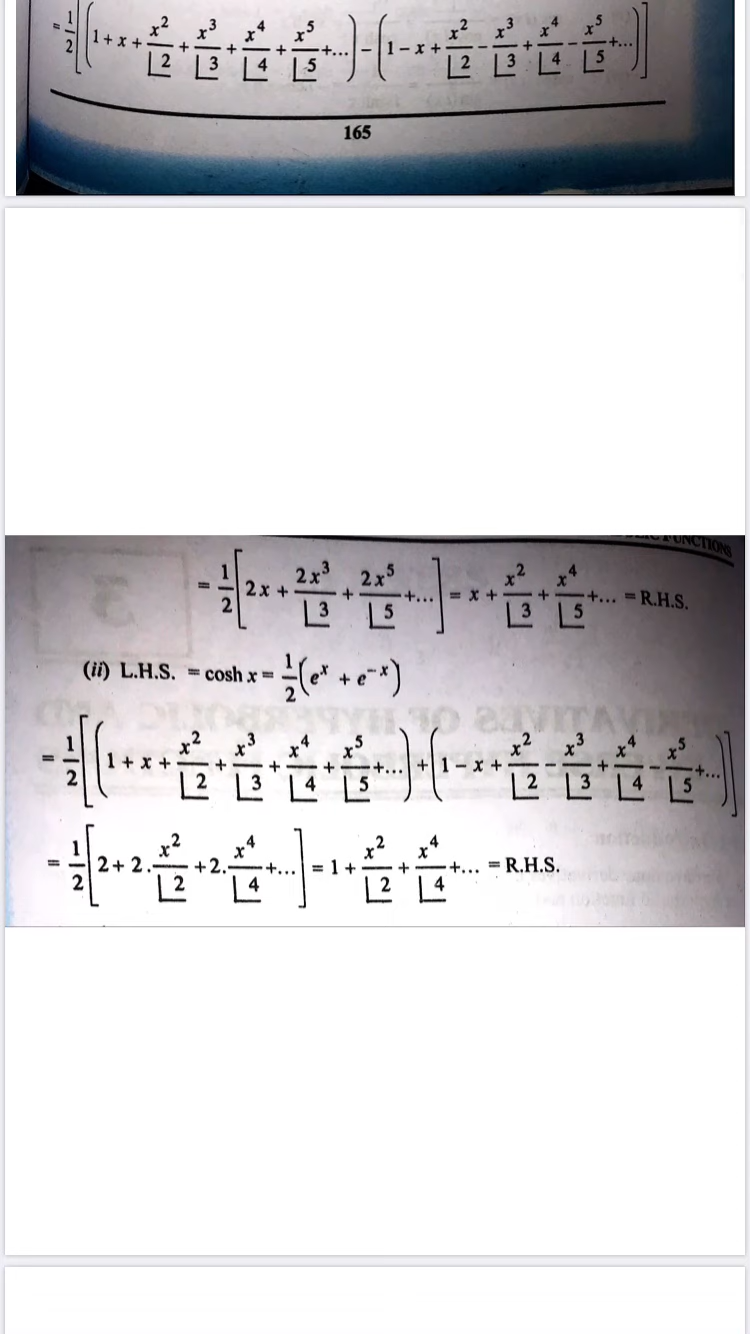 = 1/2 [(1 + x + x²/⌊2 + x³/⌊3 + x⁴/⌊4 + x⁵/⌊5 +...) − (1 − x + x²/⌊2 − x³/⌊3 + x⁴/⌊4 − x⁵/⌊5 +...)]
165
FUNCTIONS
= 1/2 [2x + 2x³/⌊3 + 2x⁵/⌊5 +...] = x + x²/⌊3 + x⁴/⌊5 +... = R.H.S.
(ii) L.H.S. = cosh x = 1/2 (eˣ + e⁻ˣ)
= 1/2 [(1 + x + x²/⌊2 + x³/⌊3 + x⁴/⌊4 + x⁵/⌊5 +...) + (1 − x + x²/⌊2 − x³/⌊3 + x⁴/⌊4 − x⁵/⌊5 +...)]
= 1/2 [2 + 2.x²/⌊2 +2.x⁴/⌊4 +...] = 1 + x²/⌊2 + x⁴/⌊4 +... = R.H.S.